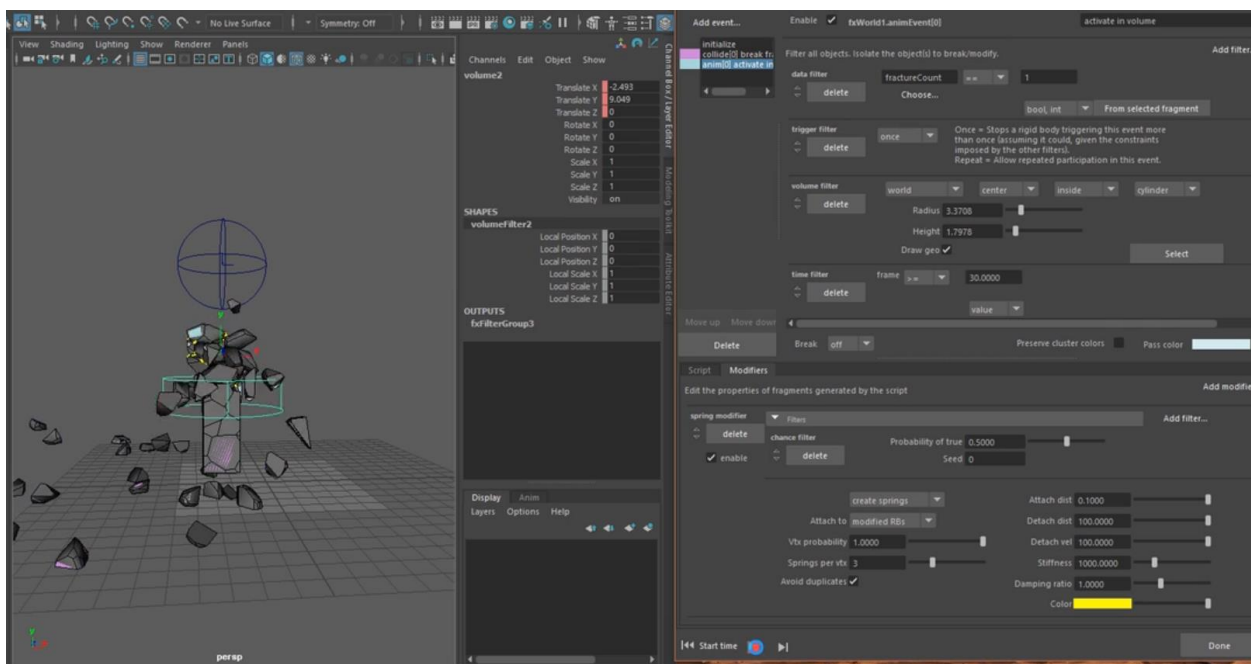 No Live Surface
Symmetry: Off
View Shading Lighting Show Renderer Panels
persp
Channels Edit Object Show
volume2
Translate X -2.493
Translate Y 9.049
Translate Z 0
Rotate X 0
Rotate Y 0
Rotate Z 0
Scale X 1
Scale Y 1
Scale Z 1
Visibility on
SHAPES
volumeFilter2
Local Position X 0
Local Position Y 0
Local Position Z 0
Local Scale X 1
Local Scale Y 1
Local Scale Z 1
OUTPUTS
fxFilterGroup3
Display Anim
Layers Options Help
Channel Box / Layer Editor
Modeling Toolkit
Attribute Editor
Add event...
Enable fxWorld1.animEvent[0] activate in volume
initialize
collide[0] break fr
anim[0] activate in
Filter all objects. Isolate the object(s) to break/modify.
Add filter
data filter
delete
fractureCount == 1
Choose...
bool, int From selected fragment
trigger filter
delete
once
Once = Stops a rigid body triggering this event more
than once (assuming it could, given the constraints
imposed by the other filters).
Repeat = Allow repeated participation in this event.
volume filter
delete
world center inside cylinder
Radius 3.3708
Height 1.7978
Draw geo
Select
time filter
delete
frame >= 30.0000
value
Move up Move down
Delete
Break off
Preserve cluster colors
Pass color
Script Modifiers
Edit the properties of fragments generated by the script
Add modifie
spring modifier
delete
enable
Filters
Add filter...
chance filter
delete
Probability of true 0.5000
Seed 0
create springs
Attach to modified RBs
Vtx probability 1.0000
Springs per vtx 3
Avoid duplicates
Attach dist 0.1000
Detach dist 100.0000
Detach vel 100.0000
Stiffness 1000.0000
Damping ratio 1.0000
Color
Start time
Done